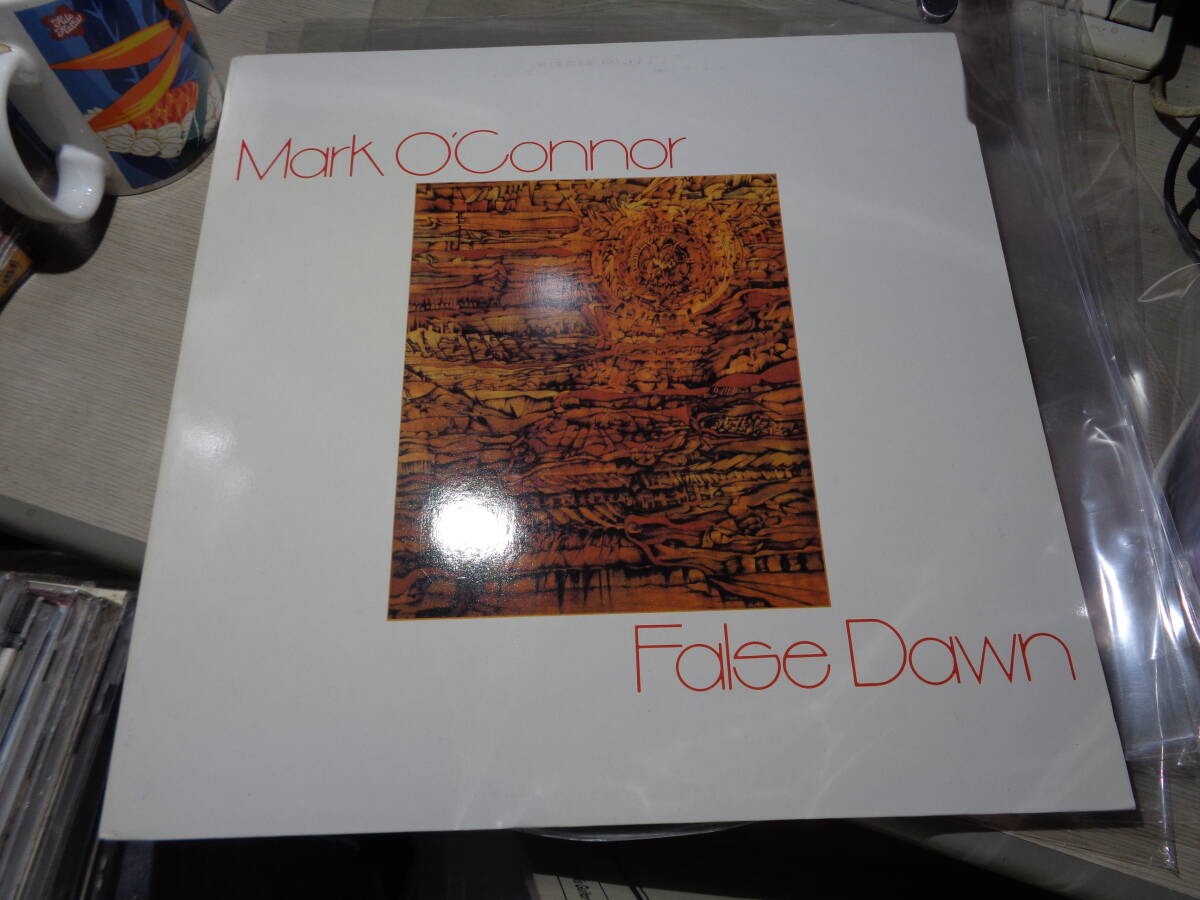 Mark O'Connor
False Dawn